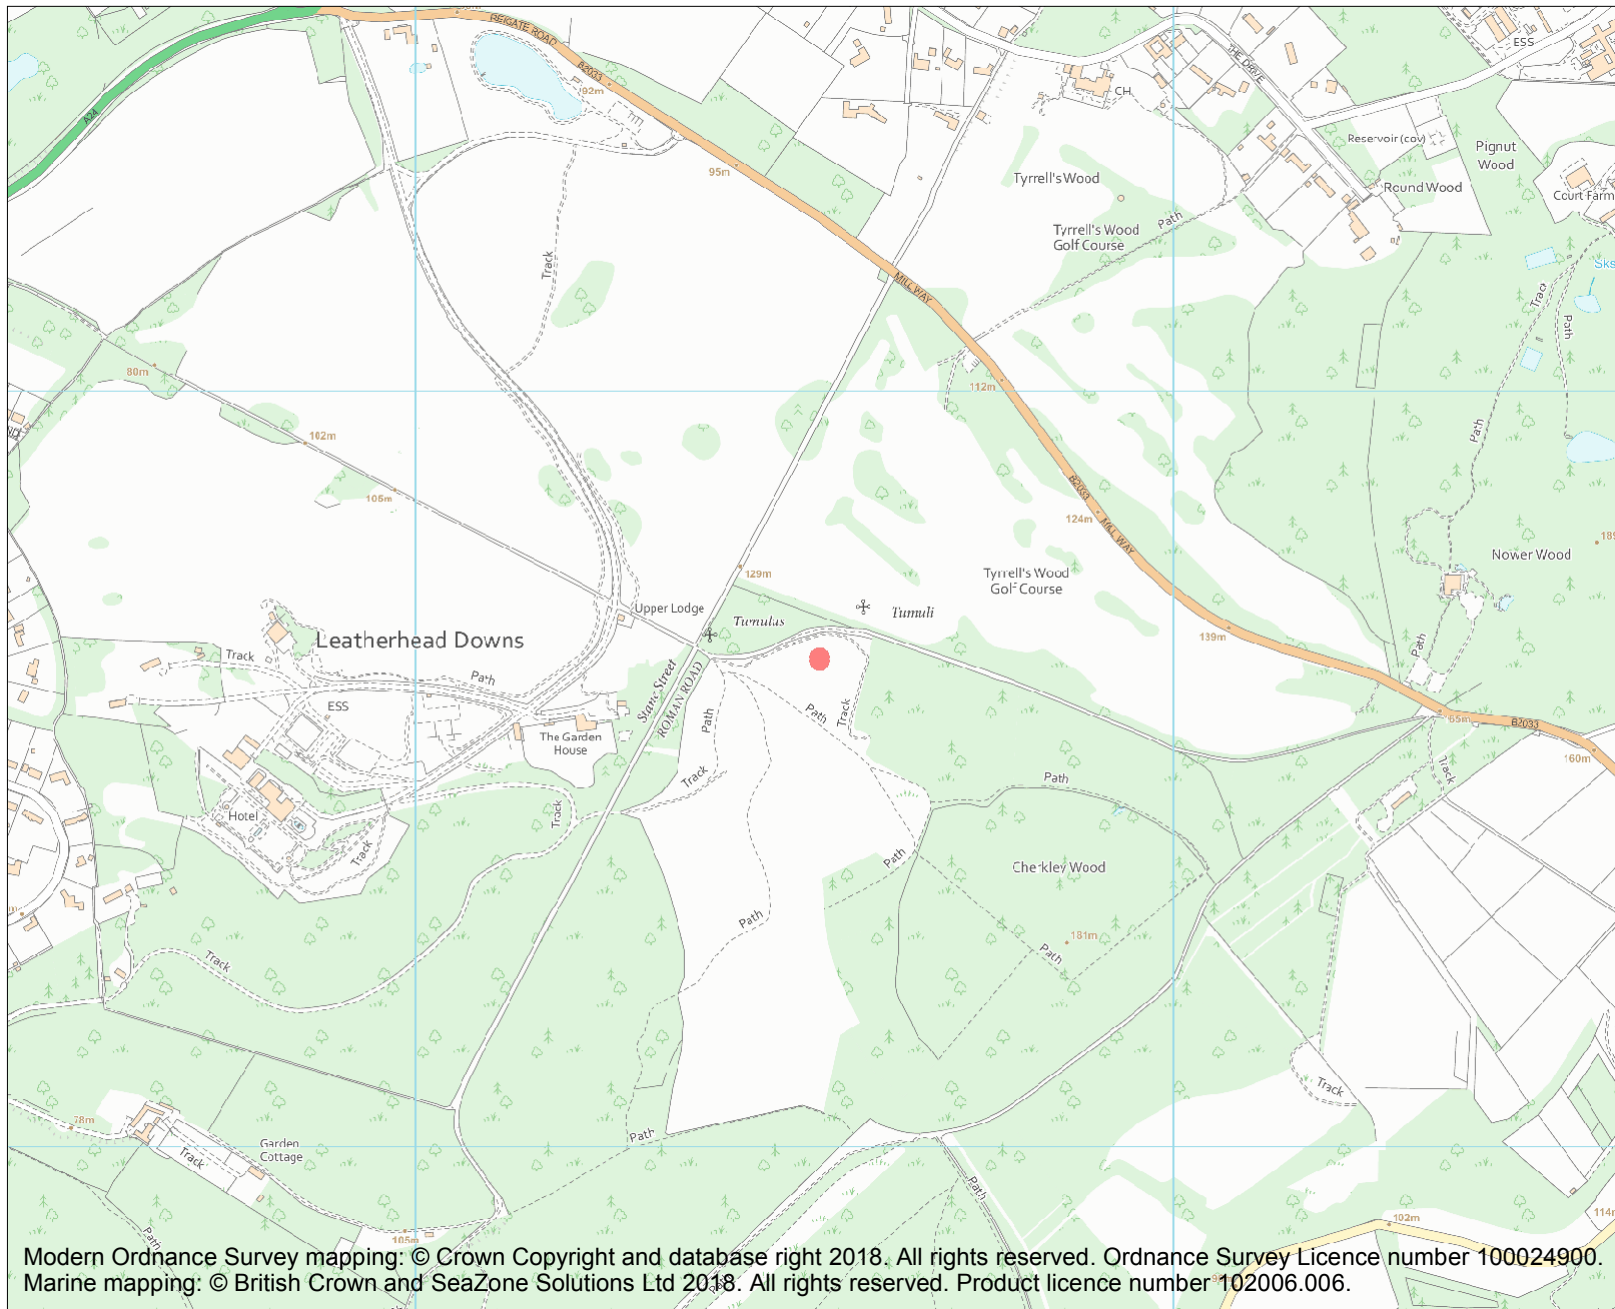 REIGATE ROAD
ESS
THE DRIVE
A24
B2033
92m
CH
Reservoir (cov)
Pignut
Wood
95m
Tyrrell's Wood
Round Wood
Court Farm
Path
Tyrrell's Wood
Golf Course
Track
MILL WAY
Track
Path
80m
112m
102m
Path
105m
B2033
124m
MILL WAY
Nower Wood
129m
Tyrrell's Wood
Golf Course
Upper Lodge
Tumulus
Tumuli
Leatherhead Downs
139m
Path
Track
Path
Stane Street
ROMAN ROAD
ESS
Path
Path
Track
B2033
The Garden
House
160m
Track
Track
Path
Hotel
Track
Track
Path
Cherkley Wood
Path
181m
Path
Track
Track
78m
Path
Garden
Cottage
Track
Path
Path
102m
114m
105m
Modern Ordnance Survey mapping: © Crown Copyright and database right 2018. All rights reserved. Ordnance Survey Licence number 100024900.
Marine mapping: © British Crown and SeaZone Solutions Ltd 2018. All rights reserved. Product licence number 102006.006.